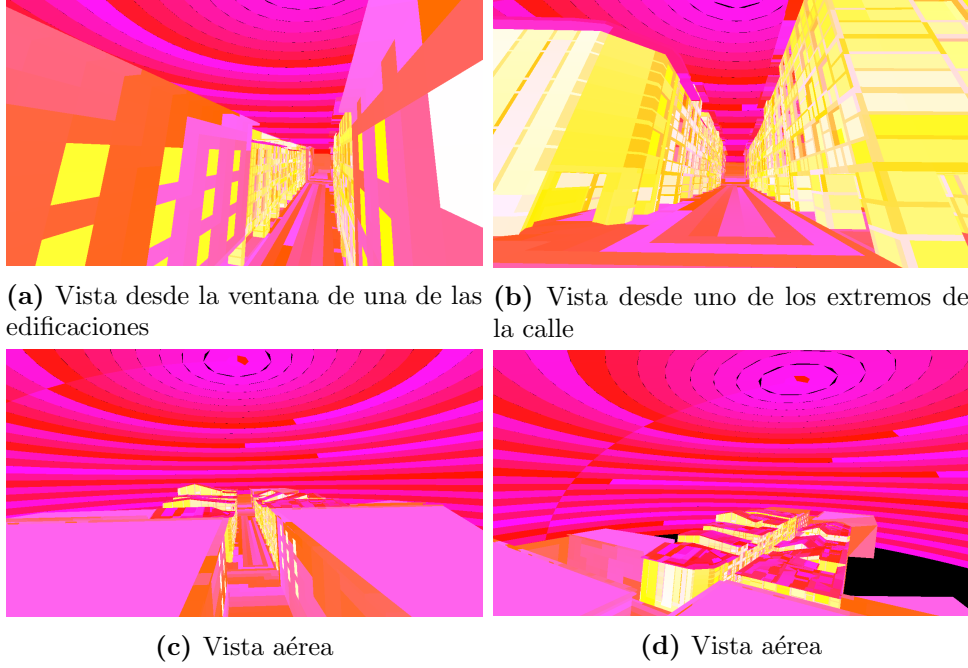 (a) Vista desde la ventana de una de las
edificaciones
(b) Vista desde uno de los extremos de
la calle
(c) Vista aérea
(d) Vista aérea